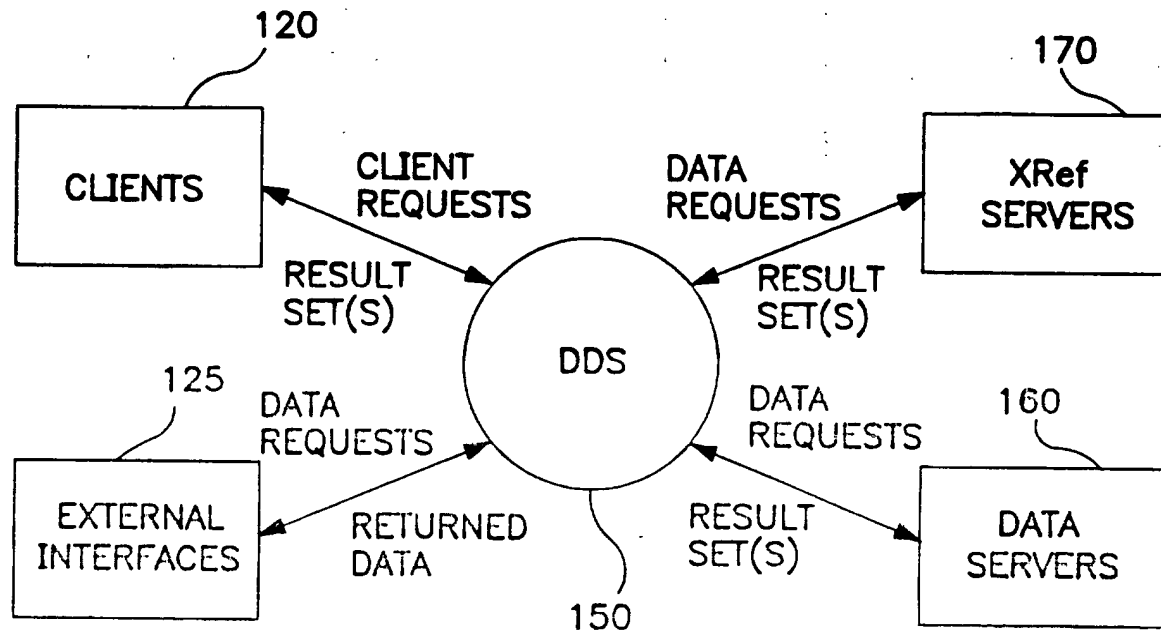 120
170
CLIENTS
CLIENT
REQUESTS
RESULT
SET(S)
DATA
REQUESTS
RESULT
SET(S)
XRef
SERVERS
DDS
125
DATA
REQUESTS
RETURNED
DATA
EXTERNAL
INTERFACES
150
DATA
REQUESTS
RESULT
SET(S)
160
DATA
SERVERS